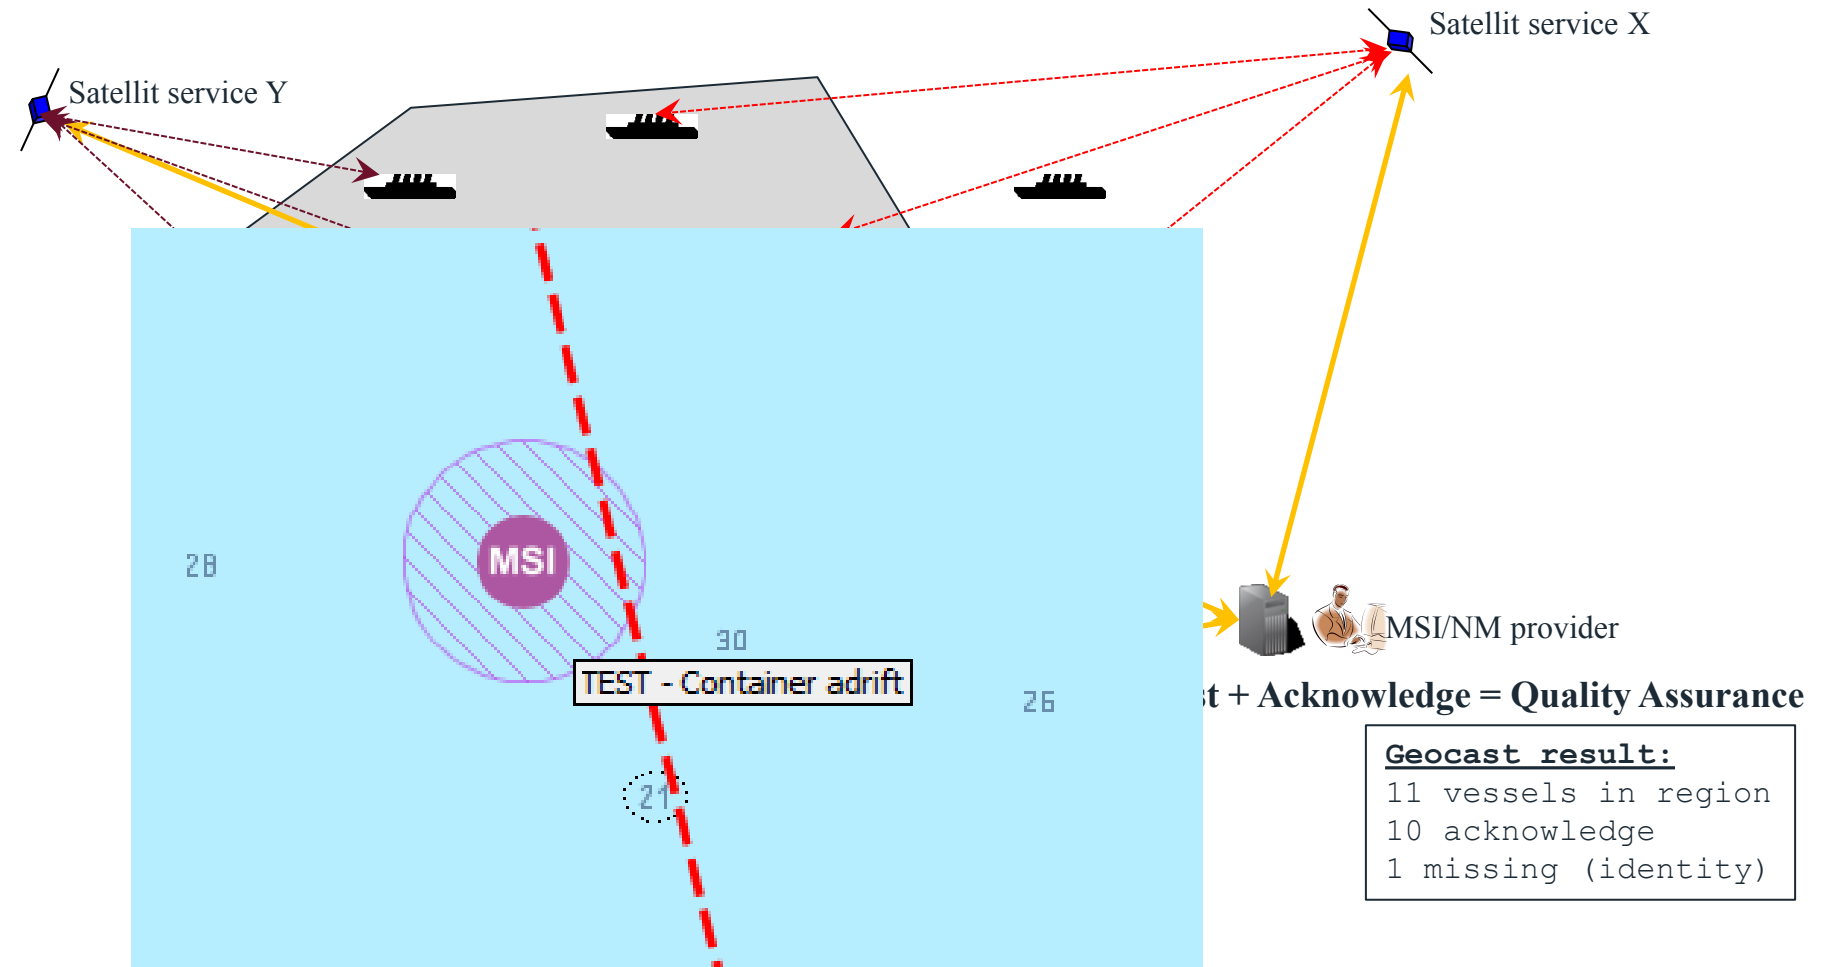 Satellit service X
Satellit service Y
MSI
28
30
TEST - Container adrift
26
21
MSI/NM provider
st + Acknowledge = Quality Assurance
Geocast result:
11 vessels in region
10 acknowledge
1 missing (identity)